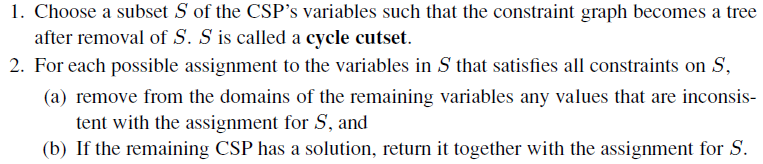 1. Choose a subset S of the CSP’s variables such that the constraint graph becomes a tree
after removal of S. S is called a cycle cutset.
2. For each possible assignment to the variables in S that satisfies all constraints on S,
(a) remove from the domains of the remaining variables any values that are inconsis-
tent with the assignment for S, and
(b) If the remaining CSP has a solution, return it together with the assignment for S.